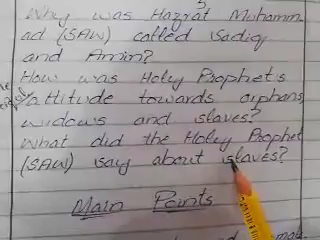 Why was Hazrat Muhamm
ad (SAW) called Sadiq
and Amin?
How was Holy Prophet's
attitude towards orphans,
widows and slaves?
What did the Holey Prophet
(SAW) say about slaves?
Main Points